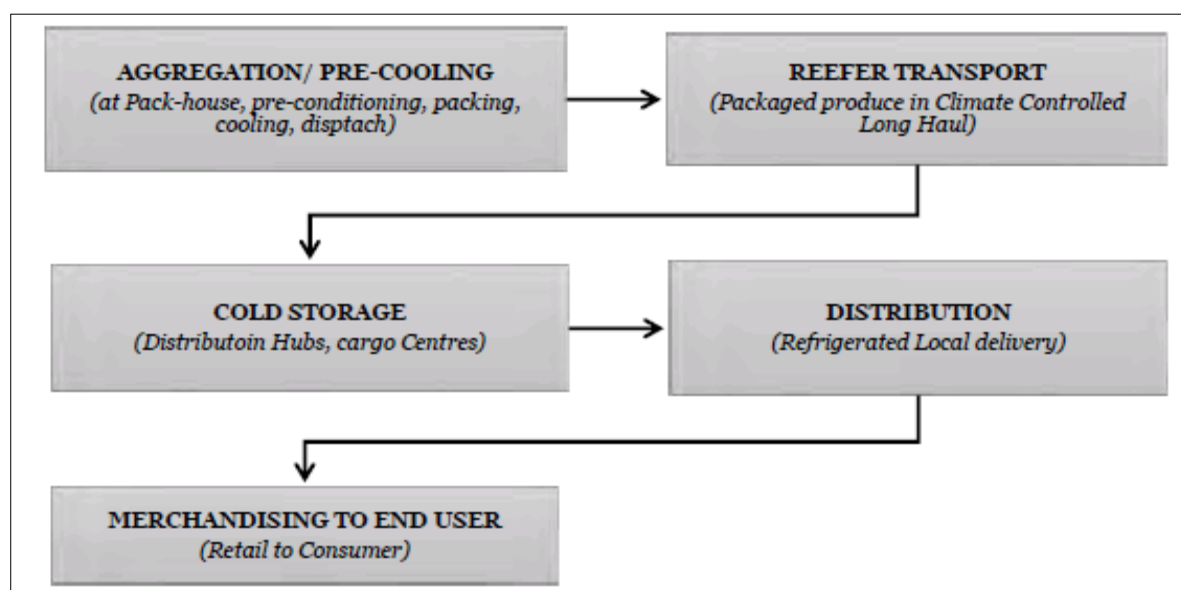 AGGREGATION/ PRE-COOLING
(at Pack-house, pre-conditioning, packing,
cooling, disptach)
REEFER TRANSPORT
(Packaged produce in Climate Controlled
Long Haul)
COLD STORAGE
(Distributoin Hubs, cargo Centres)
DISTRIBUTION
(Refrigerated Local delivery)
MERCHANDISING TO END USER
(Retail to Consumer)